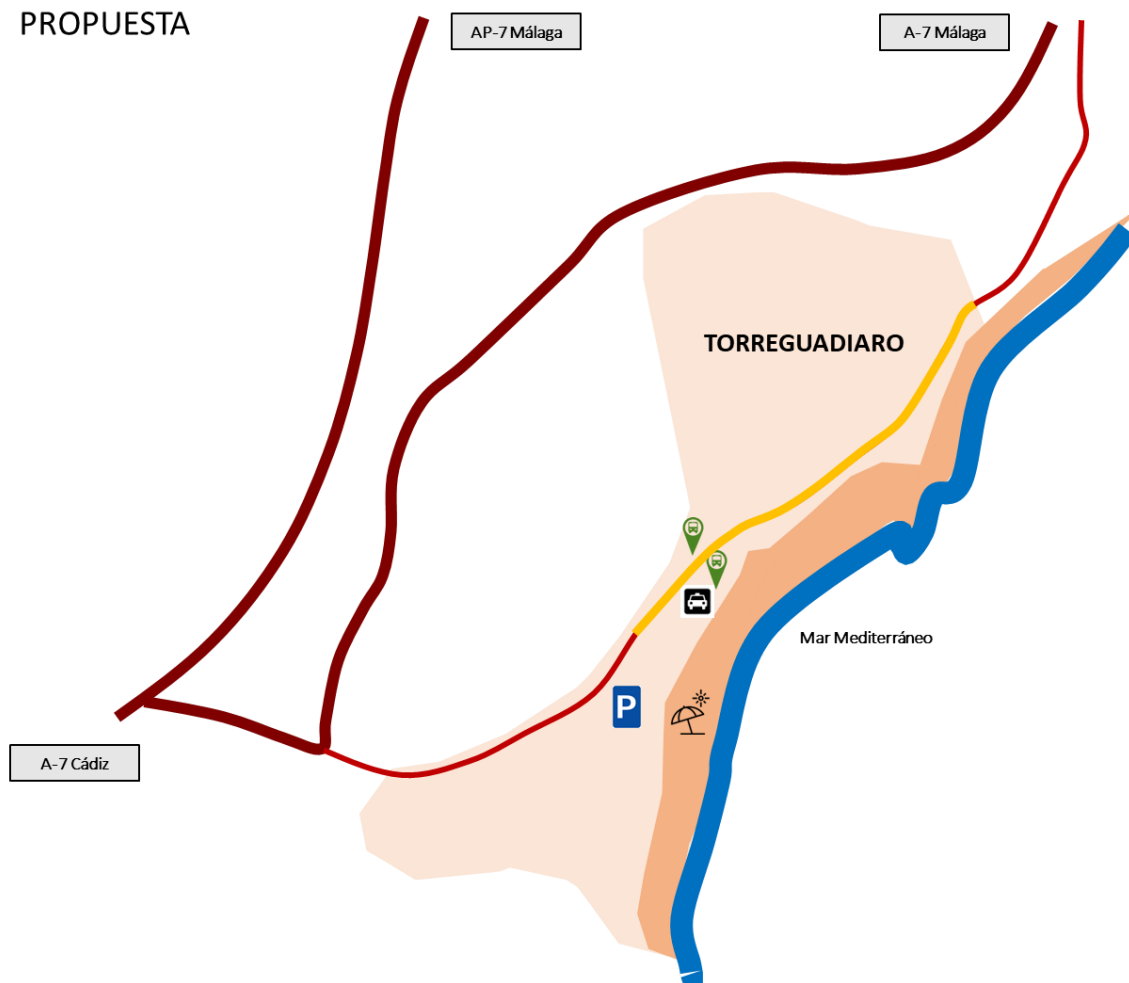 PROPUESTA
AP-7 Málaga
A-7 Málaga
TORREGUADIARO
Mar Mediterráneo
P
A-7 Cádiz